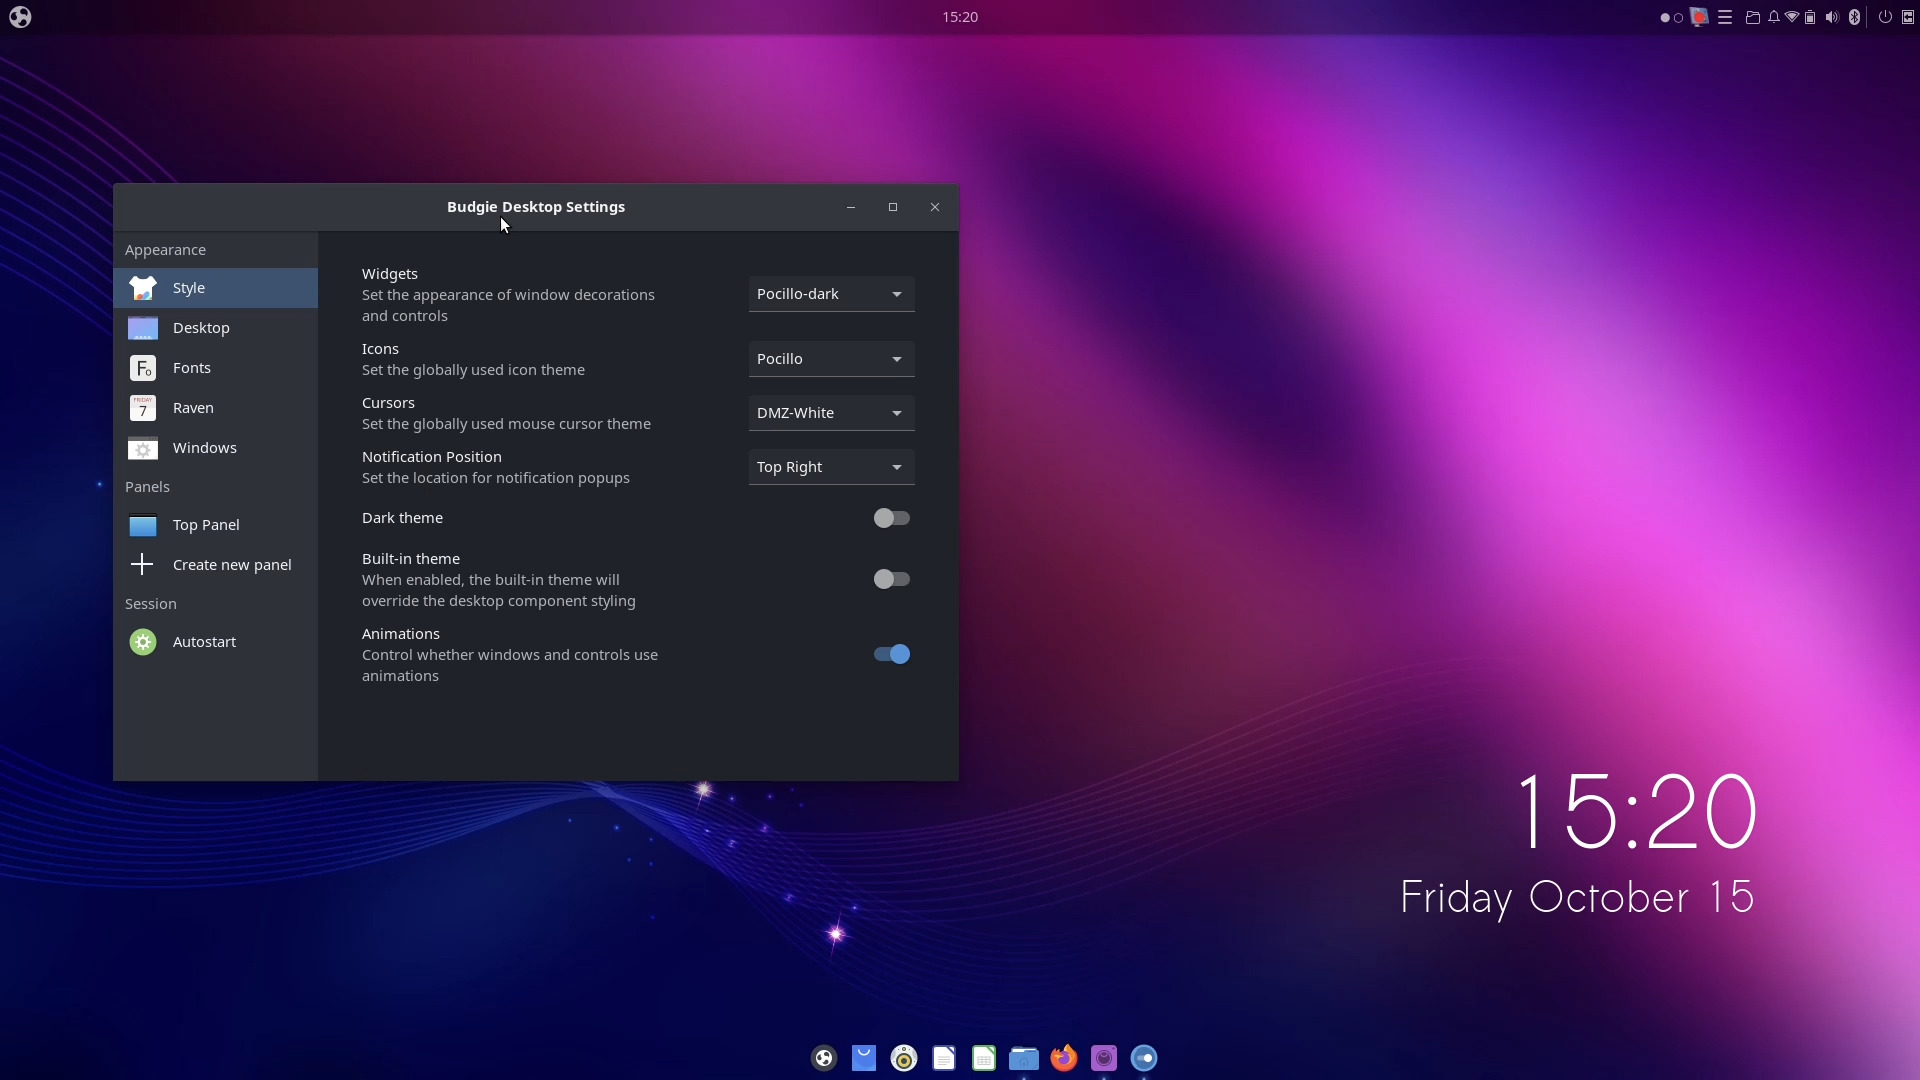 15:20
Budgie Desktop Settings
Appearance
Style
Desktop
Fonts
Raven
Windows
Panels
Top Panel
Create new panel
Session
Autostart
Widgets
Set the appearance of window decorations
and controls
Pocillo-dark
Icons
Set the globally used icon theme
Pocillo
Cursors
Set the globally used mouse cursor theme
DMZ-White
Notification Position
Set the location for notification popups
Top Right
Dark theme
Built-in theme
When enabled, the built-in theme will
override the desktop component styling
Animations
Control whether windows and controls use
animations
15:20
Friday October 15